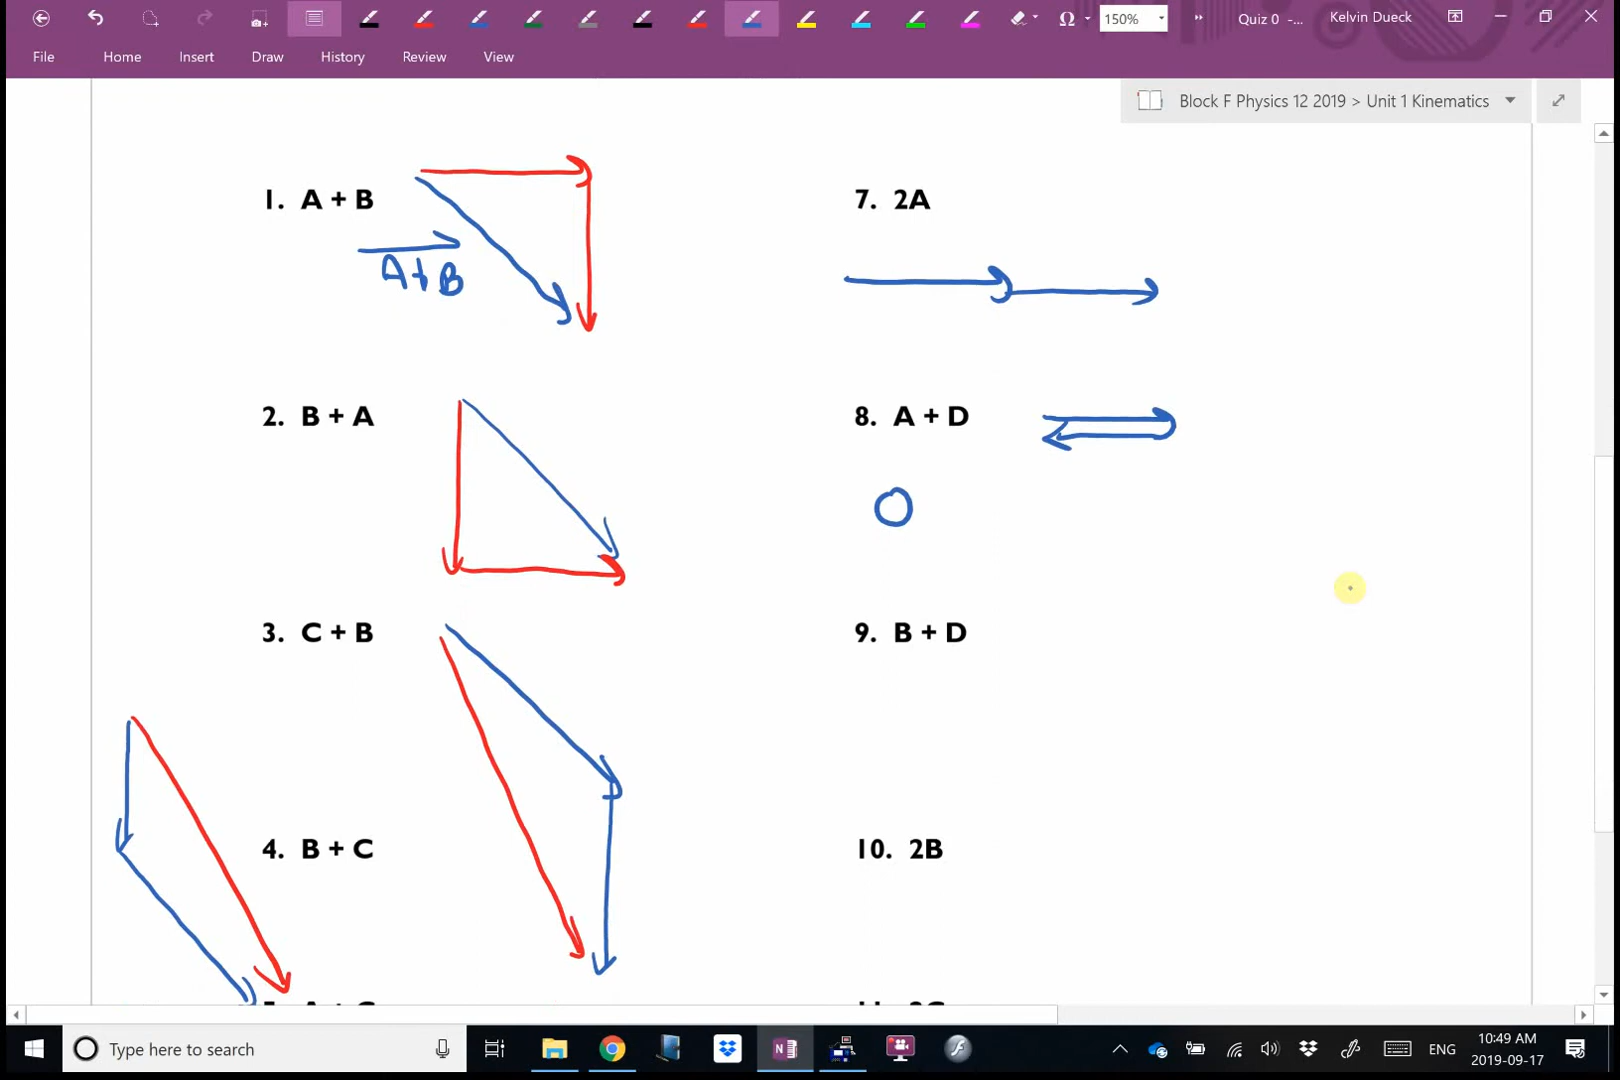 150%
Quiz 0 -...
Kelvin Dueck
File Home Insert Draw History Review View
Block F Physics 12 2019 > Unit 1 Kinematics
1. A + B
A+B
2. B + A
3. C + B
4. B + C
7. 2A
8. A + D
0
9. B + D
10. 2B
Type here to search
ENG
10:49 AM
2019-09-17